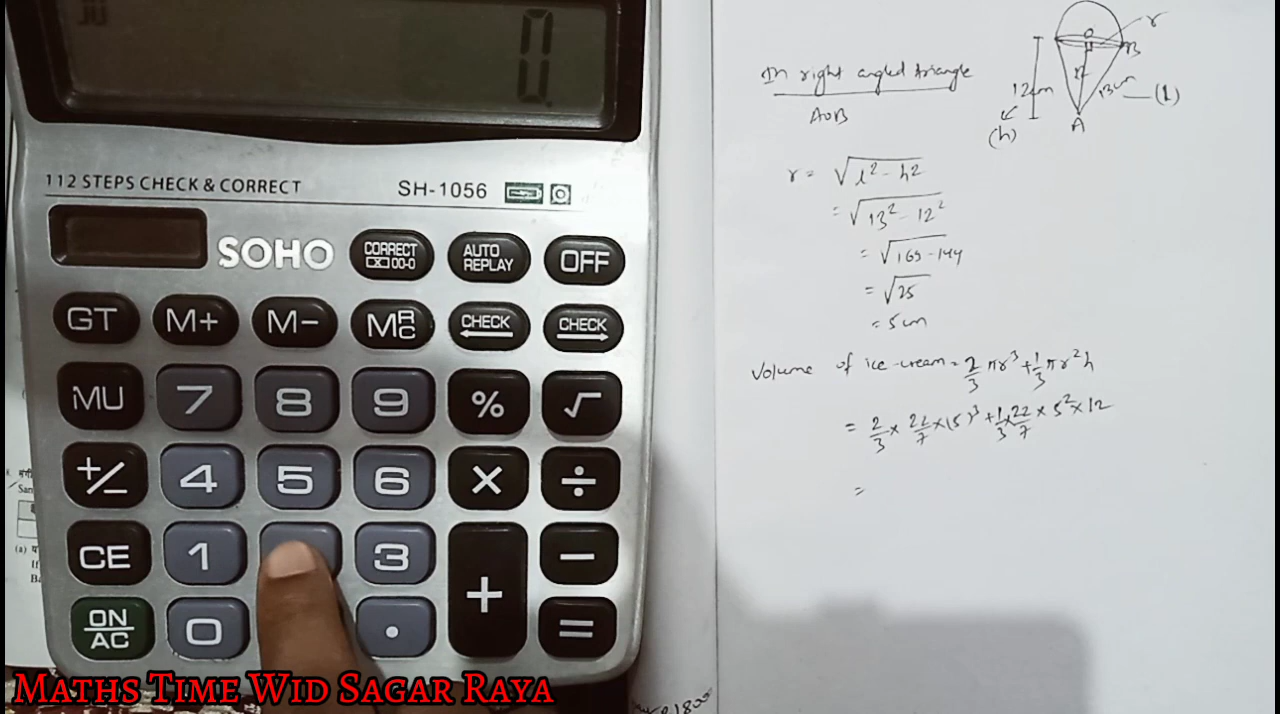 0
112 STEPS CHECK & CORRECT
SH-1056
SOHO
CORRECT 00-0
AUTO REPLAY
OFF
GT M+ M- MRC CHECK CHECK
MU 7 8 9 % √
+/- 4 5 6 × ÷
CE 1 3 + −
ON/AC 0 . =
MATHS TIME WID SAGAR RAYA
In right angled triangle
AOB
O r
B
12cm 12 13cm — (l)
(h)
A
r = √l² - h²
= √13² - 12²
= √169 - 144
= √25
= 5cm
Volume of ice-cream = 2/3 πr³ + 1/3 πr²h
= 2/3 × 22/7 × (5)³ + 1/3 × 22/7 × 5² × 12
=